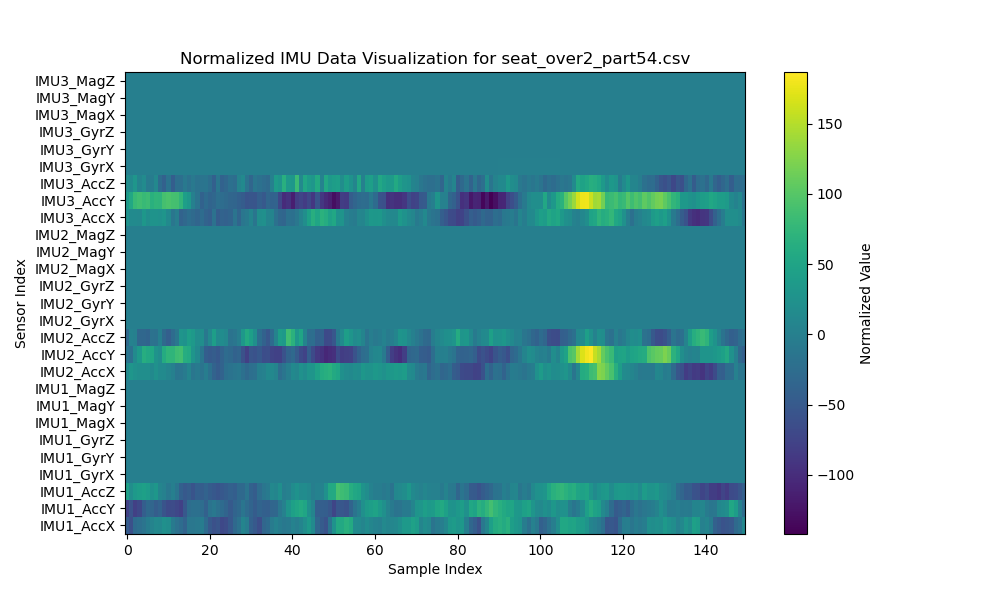 Normalized IMU Data Visualization for seat_over2_part54.csv
IMU3_MagZ
IMU3_MagY
IMU3_MagX
IMU3_GyrZ
IMU3_GyrY
IMU3_GyrX
IMU3_AccZ
IMU3_AccY
IMU3_AccX
IMU2_MagZ
IMU2_MagY
IMU2_MagX
IMU2_GyrZ
IMU2_GyrY
IMU2_GyrX
IMU2_AccZ
IMU2_AccY
IMU2_AccX
IMU1_MagZ
IMU1_MagY
IMU1_MagX
IMU1_GyrZ
IMU1_GyrY
IMU1_GyrX
IMU1_AccZ
IMU1_AccY
IMU1_AccX
Sensor Index
0 20 40 60 80 100 120 140
Sample Index
150
100
50
0
−50
−100
Normalized Value